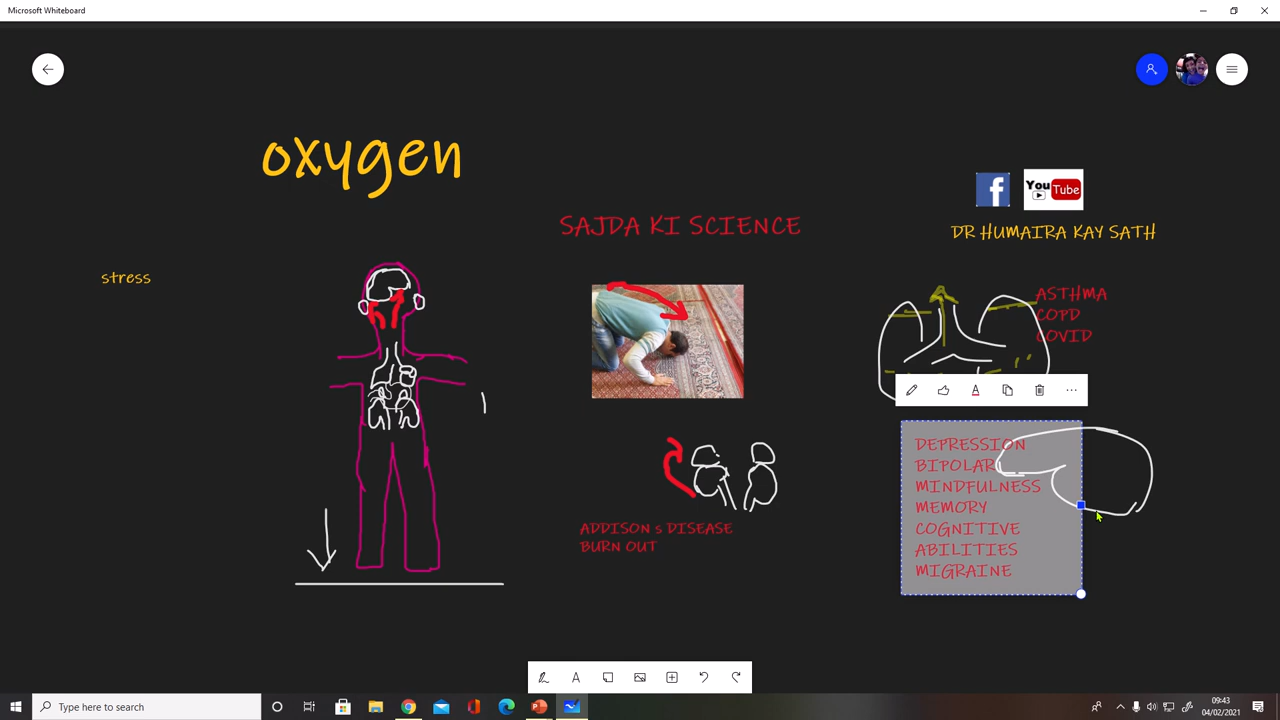 Microsoft Whiteboard
oxygen
You Tube
SAJDA KI SCIENCE
DR HUMAIRA KAY SATH
stress
ASTHMA
COPD
COVID
DEPRESSION
BIPOLAR
MINDFULNESS
MEMORY
COGNITIVE
ABILITIES
MIGRAINE
ADDISON s DISEASE
BURN OUT
Type here to search
09:43
04/02/2021